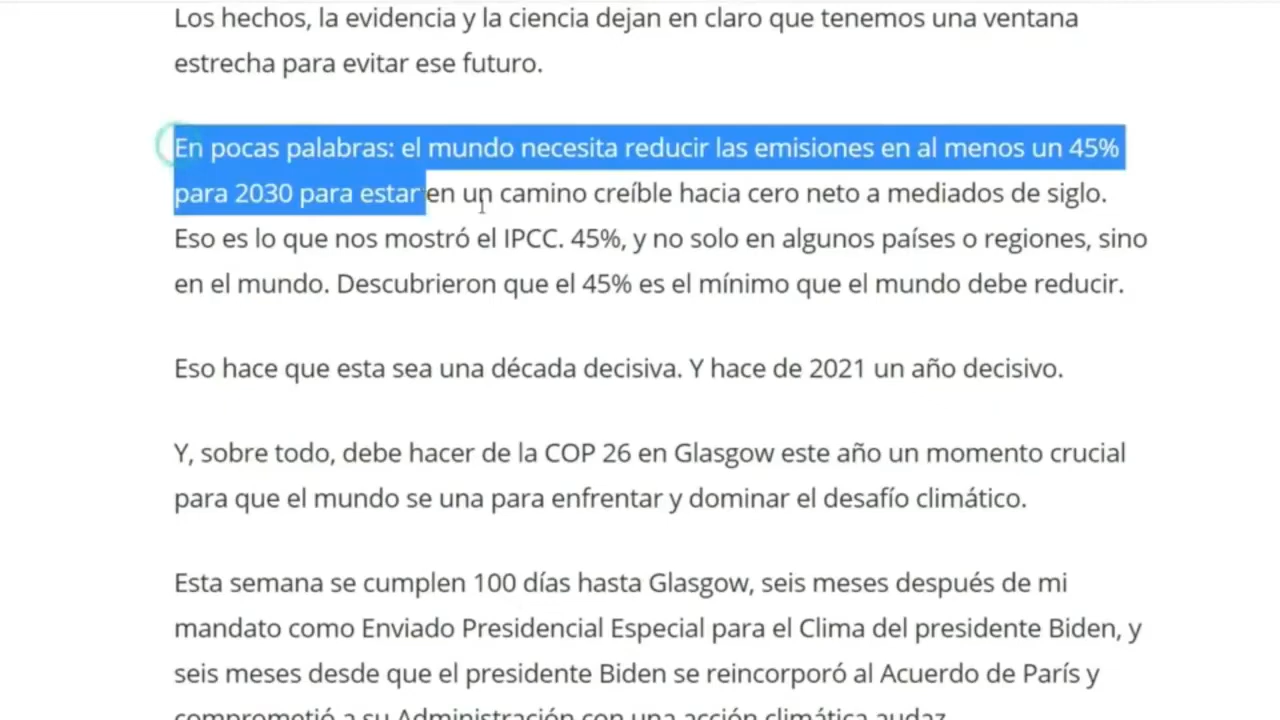 Los hechos, la evidencia y la ciencia dejan en claro que tenemos una ventana
estrecha para evitar ese futuro.
En pocas palabras: el mundo necesita reducir las emisiones en al menos un 45%
para 2030 para estar en un camino creíble hacia cero neto a mediados de siglo.
Eso es lo que nos mostró el IPCC. 45%, y no solo en algunos países o regiones, sino
en el mundo. Descubrieron que el 45% es el mínimo que el mundo debe reducir.
Eso hace que esta sea una década decisiva. Y hace de 2021 un año decisivo.
Y, sobre todo, debe hacer de la COP 26 en Glasgow este año un momento crucial
para que el mundo se una para enfrentar y dominar el desafío climático.
Esta semana se cumplen 100 días hasta Glasgow, seis meses después de mi
mandato como Enviado Presidencial Especial para el Clima del presidente Biden, y
seis meses desde que el presidente Biden se reincorporó al Acuerdo de París y
comprometió a su Administración con una acción climática audaz.